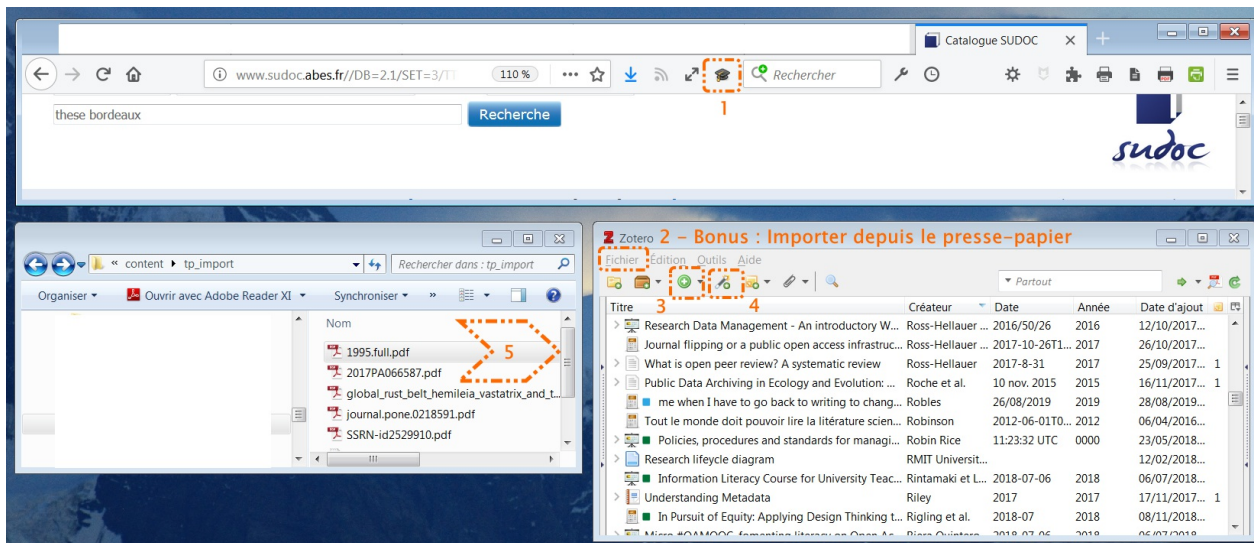 Catalogue SUDOC
www.sudoc.abes.fr//DB=2.1/SET=3/TT
110 %
Rechercher
1
these bordeaux
Recherche
sudoc
« content tp_import
Rechercher dans : tp_import
Organiser
Ouvrir avec Adobe Reader XI
Synchroniser
»
Nom
1995.full.pdf
5
2017PA066587.pdf
global_rust_belt_hemileia_vastatrix_and_t...
journal.pone.0218591.pdf
SSRN-id2529910.pdf
Zotero 2 – Bonus : Importer depuis le presse-papier
Fichier Édition Outils Aide
Partout
3 4
Titre Créateur Date Année Date d'ajout
Research Data Management - An introductory W... Ross-Hellauer ... 2016/50/26 2016 12/10/2017...
Journal flipping or a public open access infrastruc... Ross-Hellauer ... 2017-10-26T1... 2017 26/10/2017...
What is open peer review? A systematic review Ross-Hellauer 2017-8-31 2017 25/09/2017... 1
Public Data Archiving in Ecology and Evolution: ... Roche et al. 10 nov. 2015 2015 16/11/2017... 1
me when I have to go back to writing to chang... Robles 26/08/2019 2019 28/08/2019...
Tout le monde doit pouvoir lire la litérature scien... Robinson 2012-06-01T0... 2012 06/04/2016...
Policies, procedures and standards for managi... Robin Rice 11:23:32 UTC 0000 23/05/2018...
Research lifeycle diagram RMIT Universit... 12/02/2018...
Information Literacy Course for University Teac... Rintamaki et L... 2018-07-06 2018 06/07/2018...
Understanding Metadata Riley 2017 2017 17/11/2017... 1
In Pursuit of Equity: Applying Design Thinking t... Rigling et al. 2018-07 2018 08/11/2018...